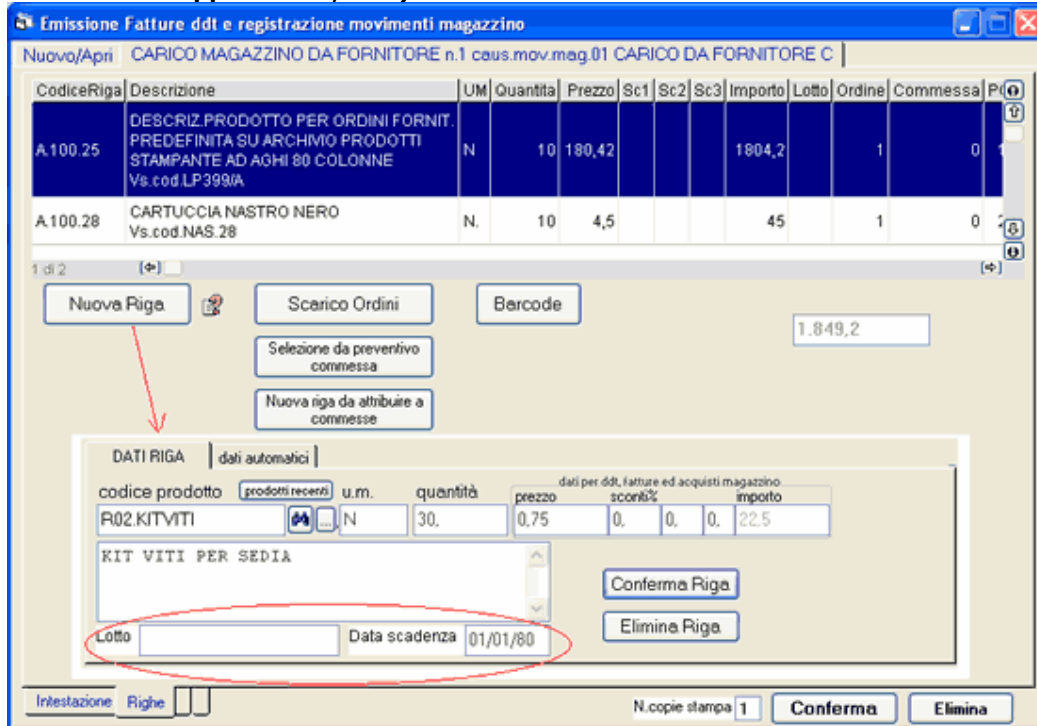 Emissione Fatture ddt e registrazione movimenti magazzino
Nuovo/Apri CARICO MAGAZZINO DA FORNITORE n.1 caus.mov.mag.01 CARICO DA FORNITORE C
CodiceRiga Descrizione UM Quantita Prezzo Sc1 Sc2 Sc3 Importo Lotto Ordine Commessa
DESCRIZ.PRODOTTO PER ORDINI FORNIT.
PREDEFINITA SU ARCHIVIO PRODOTTI
A.100.25 STAMPANTE AD AGHI 80 COLONNE N 10 180,42 1804,2 1 0
Vs.cod.LP399/A
A.100.28 CARTUCCIA NASTRO NERO N. 10 4,5 45 1 0
Vs.cod.NAS.28
1 di 2
Nuova Riga Scarico Ordini Barcode
1.849,2
Selezione da preventivo
commessa
Nuova riga da attribuire a
commesse
DATI RIGA dati automatici
dati per ddt, fatture ed acquisti magazzino
codice prodotto prodotti recenti u.m. quantità prezzo sconti% importo
R02.KITVITI ... N 30, 0,75 0, 0, 0, 22,5
KIT VITI PER SEDIA
Conferma Riga
Elimina Riga
Lotto Data scadenza 01/01/80
Intestazione Righe N.copie stampa 1 Conferma Elimina